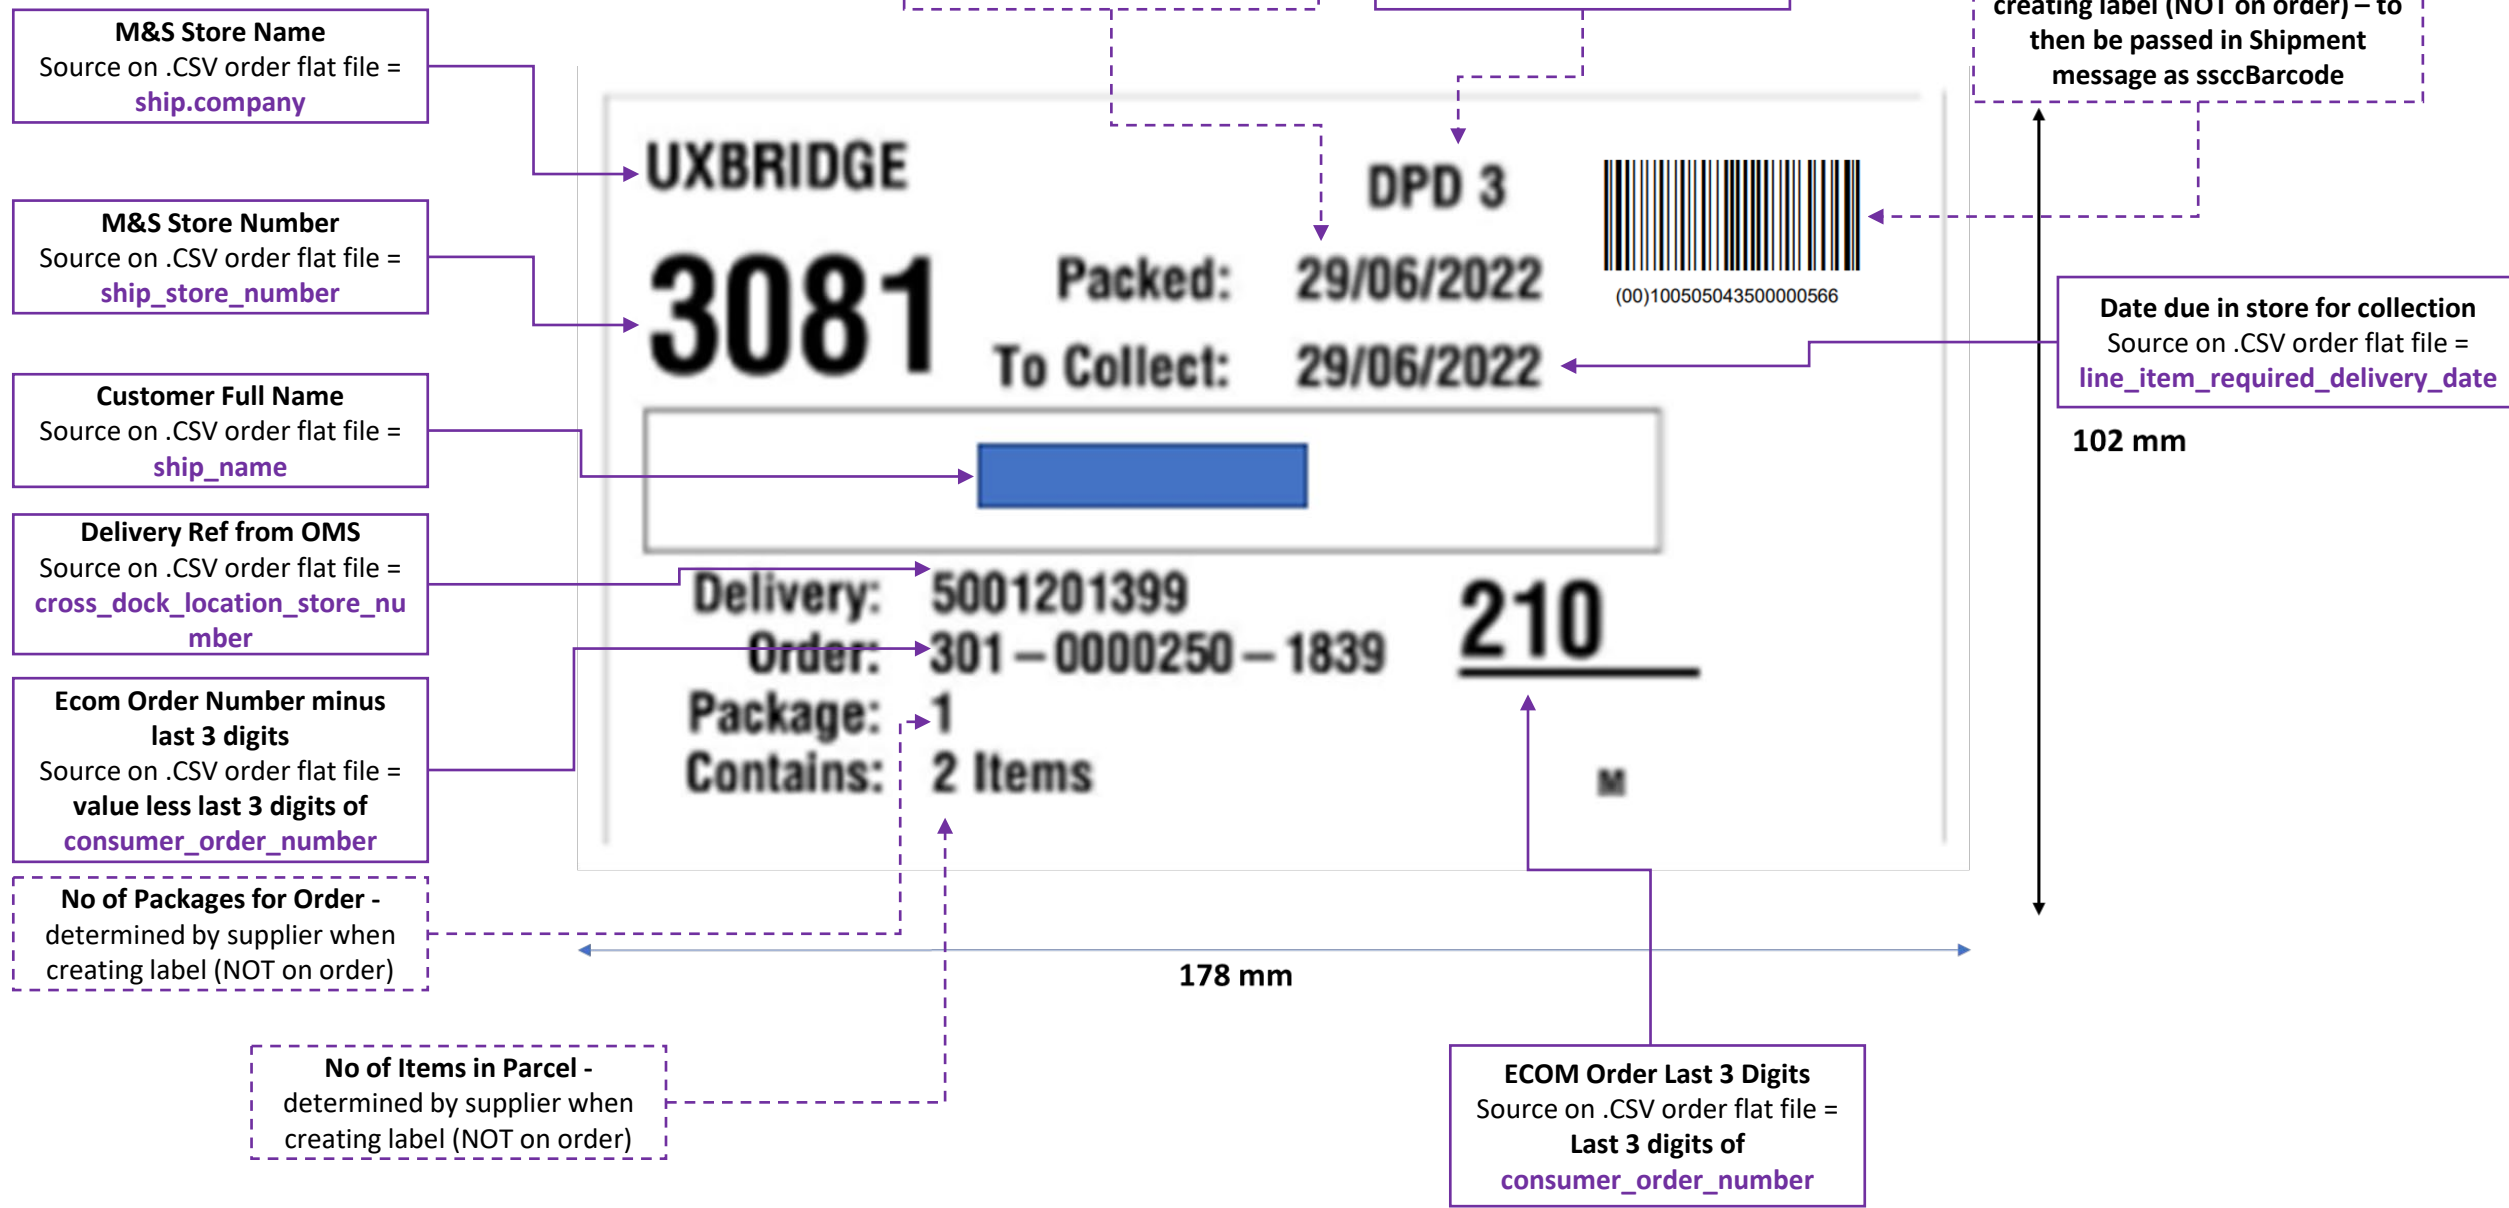 creating label (NOT on order) – to
then be passed in Shipment
message as ssccBarcode
M&S Store Name
Source on .CSV order flat file =
ship.company
M&S Store Number
Source on .CSV order flat file =
ship_store_number
Customer Full Name
Source on .CSV order flat file =
ship_name
Delivery Ref from OMS
Source on .CSV order flat file =
cross_dock_location_store_nu
mber
Ecom Order Number minus
last 3 digits
Source on .CSV order flat file =
value less last 3 digits of
consumer_order_number
No of Packages for Order -
determined by supplier when
creating label (NOT on order)
No of Items in Parcel -
determined by supplier when
creating label (NOT on order)
UXBRIDGE
DPD 3
3081
Packed: 29/06/2022
To Collect: 29/06/2022
(00)100505043500000566
Delivery: 5001201399
Order: 301 – 0000250 – 1839
210
Package: 1
Contains: 2 Items
M
Date due in store for collection
Source on .CSV order flat file =
line_item_required_delivery_date
102 mm
178 mm
ECOM Order Last 3 Digits
Source on .CSV order flat file =
Last 3 digits of
consumer_order_number